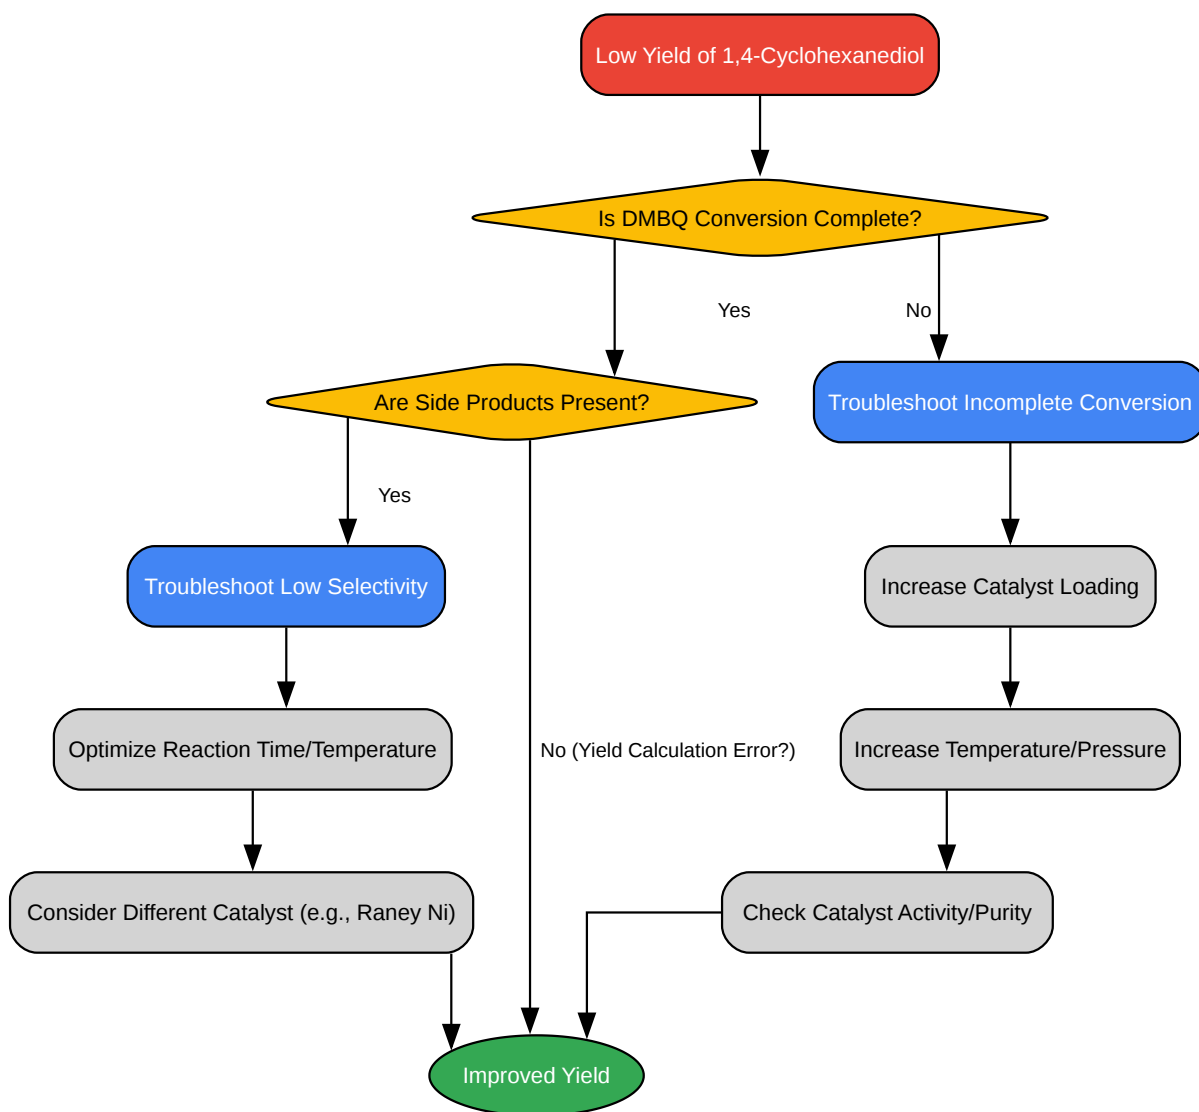 Low Yield of 1,4-Cyclohexanediol
Is DMBQ Conversion Complete?
Yes
No
Are Side Products Present?
Troubleshoot Incomplete Conversion
Yes
Troubleshoot Low Selectivity
Increase Catalyst Loading
Optimize Reaction Time/Temperature
No (Yield Calculation Error?)
Increase Temperature/Pressure
Consider Different Catalyst (e.g., Raney Ni)
Check Catalyst Activity/Purity
Improved Yield